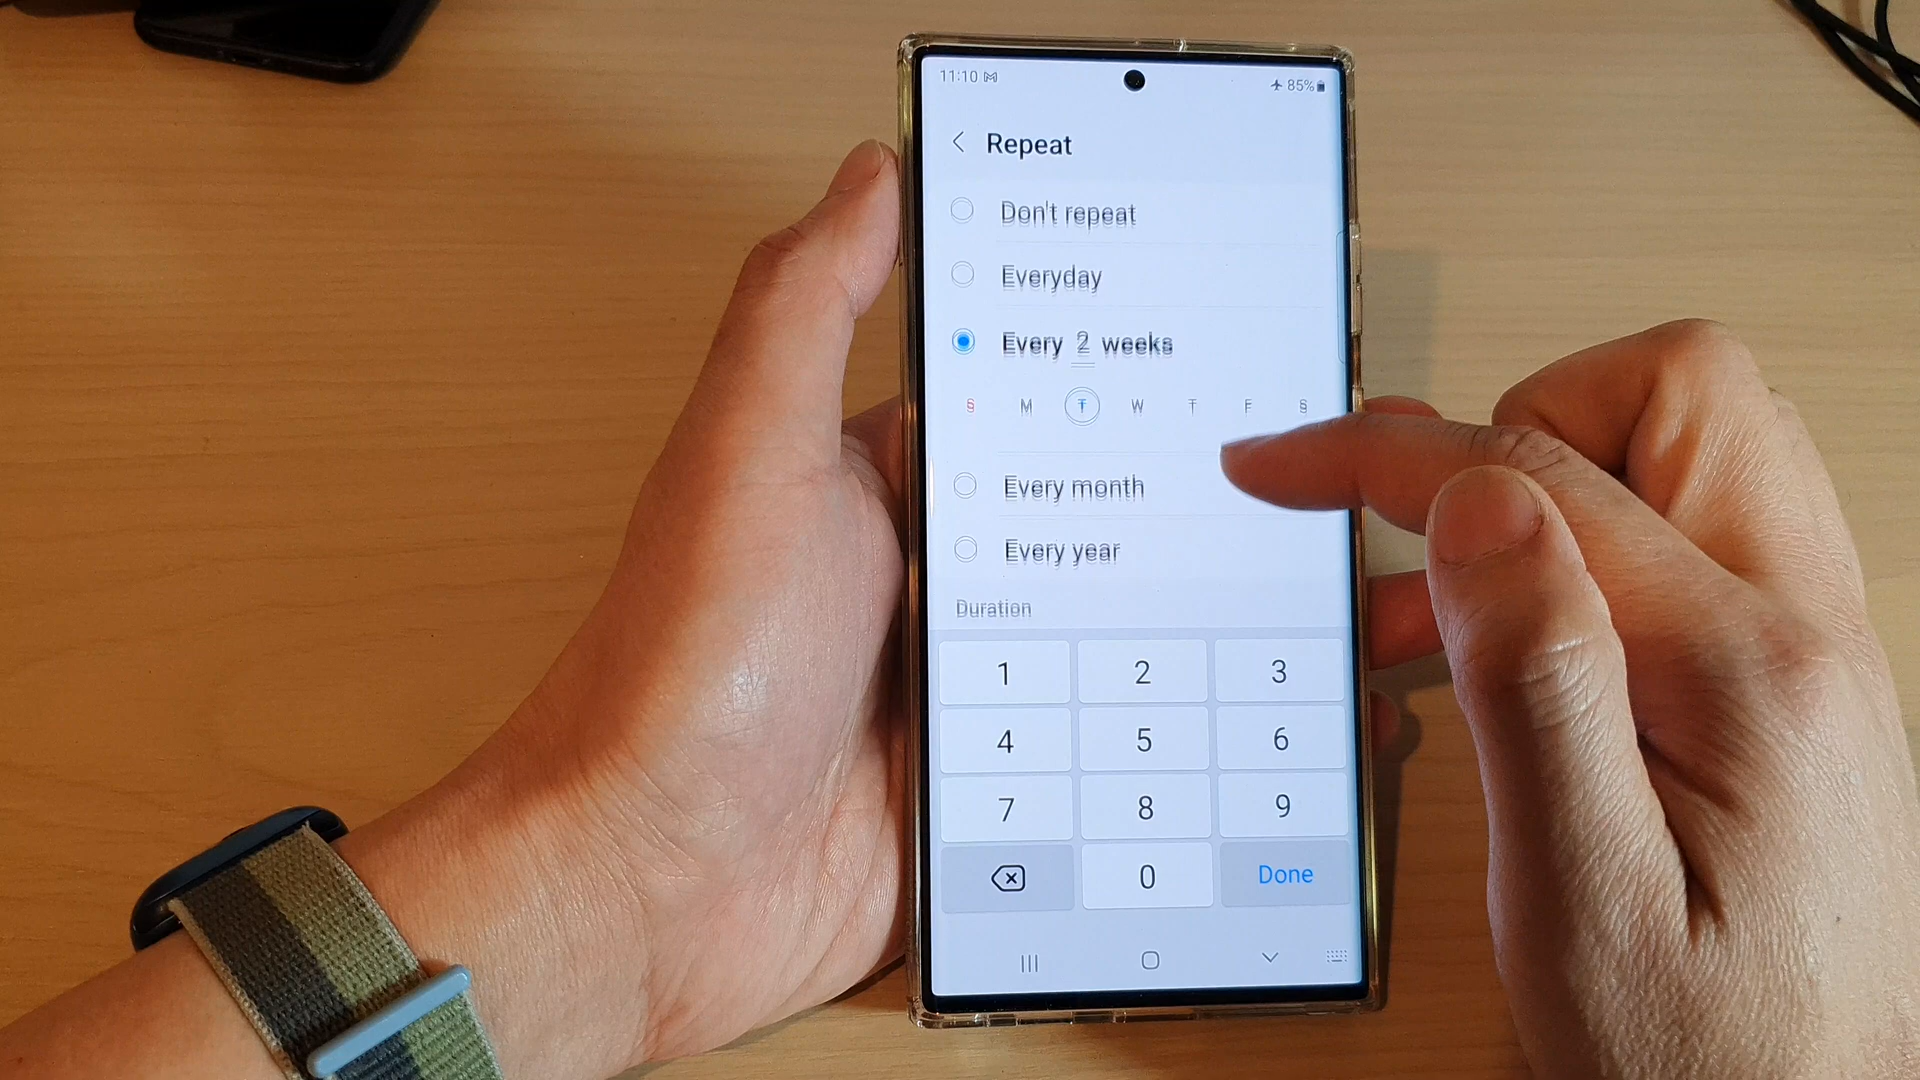 11:10
85%
Repeat
Don't repeat
Everyday
Every 2 weeks
S M T W T F S
Every month
Every year
Duration
1 2 3
4 5 6
7 8 9
0 Done